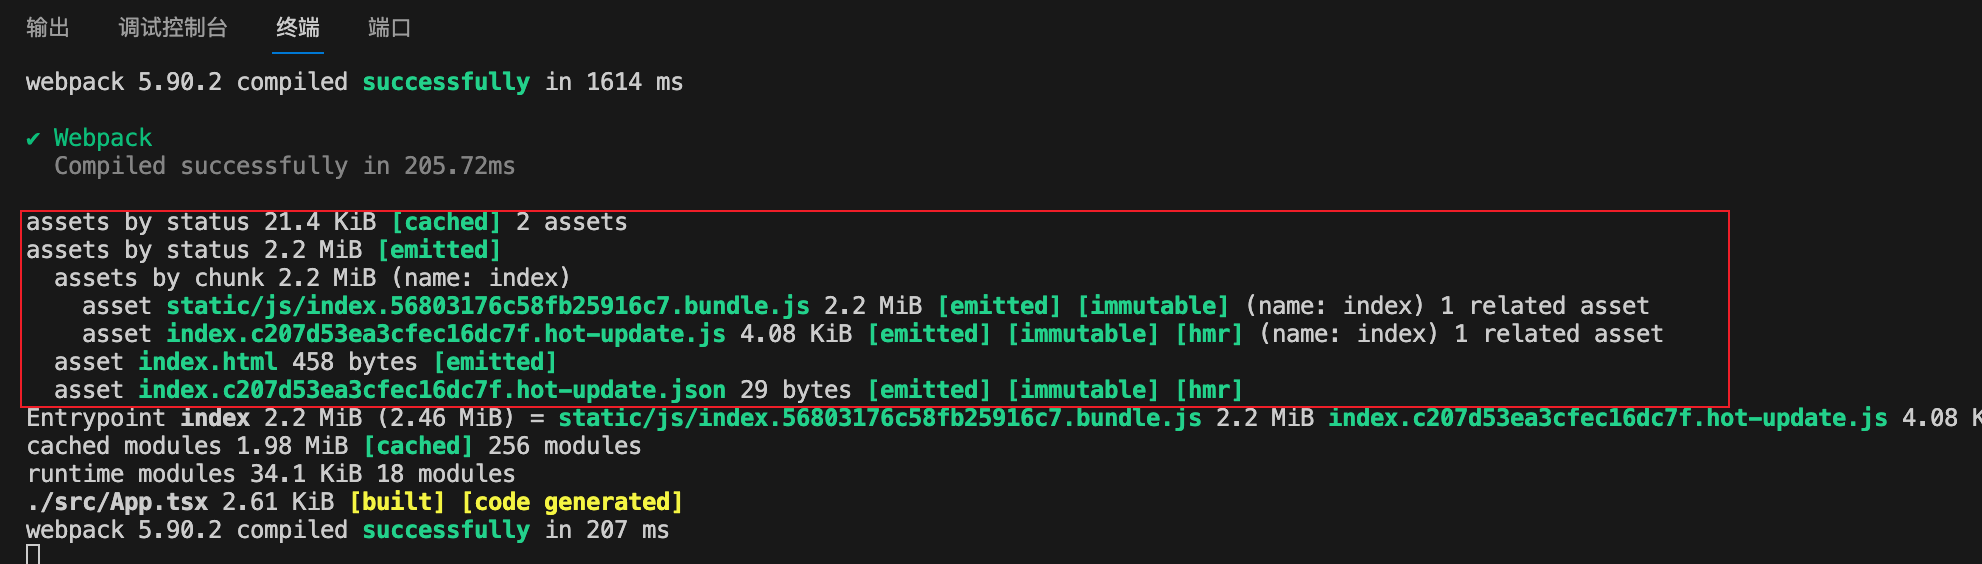 输出 调试控制台 终端 端口
webpack 5.90.2 compiled successfully in 1614 ms
✔ Webpack
Compiled successfully in 205.72ms
assets by status 21.4 KiB [cached] 2 assets
assets by status 2.2 MiB [emitted]
assets by chunk 2.2 MiB (name: index)
asset static/js/index.56803176c58fb25916c7.bundle.js 2.2 MiB [emitted] [immutable] (name: index) 1 related asset
asset index.c207d53ea3cfec16dc7f.hot-update.js 4.08 KiB [emitted] [immutable] [hmr] (name: index) 1 related asset
asset index.html 458 bytes [emitted]
asset index.c207d53ea3cfec16dc7f.hot-update.json 29 bytes [emitted] [immutable] [hmr]
Entrypoint index 2.2 MiB (2.46 MiB) = static/js/index.56803176c58fb25916c7.bundle.js 2.2 MiB index.c207d53ea3cfec16dc7f.hot-update.js 4.08 K
cached modules 1.98 MiB [cached] 256 modules
runtime modules 34.1 KiB 18 modules
./src/App.tsx 2.61 KiB [built] [code generated]
webpack 5.90.2 compiled successfully in 207 ms